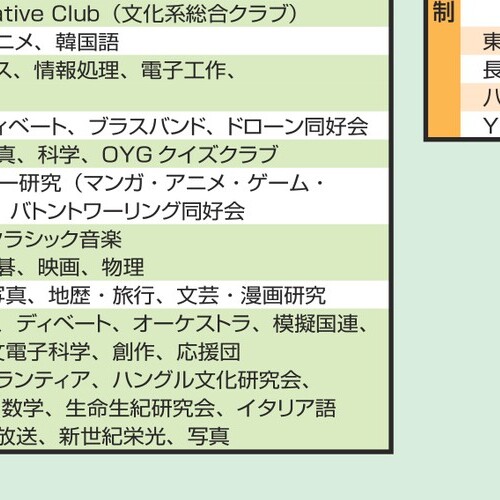 ative Club（文化系総合クラブ）
ニメ、韓国語
ス、情報処理、電子工作、
ィベート、ブラスバンド、ドローン同好会
真、科学、OYGクイズクラブ
ー研究（マンガ・アニメ・ゲーム・
、バトントワーリング同好会
クラシック音楽
碁、映画、物理
写真、地歴・旅行、文芸・漫画研究
、ディベート、オーケストラ、模擬国連、
文電子科学、創作、応援団
ランティア、ハングル文化研究会、
数学、生命生紀研究会、イタリア語
放送、新世紀栄光、写真
制
東
長
ハ
Y